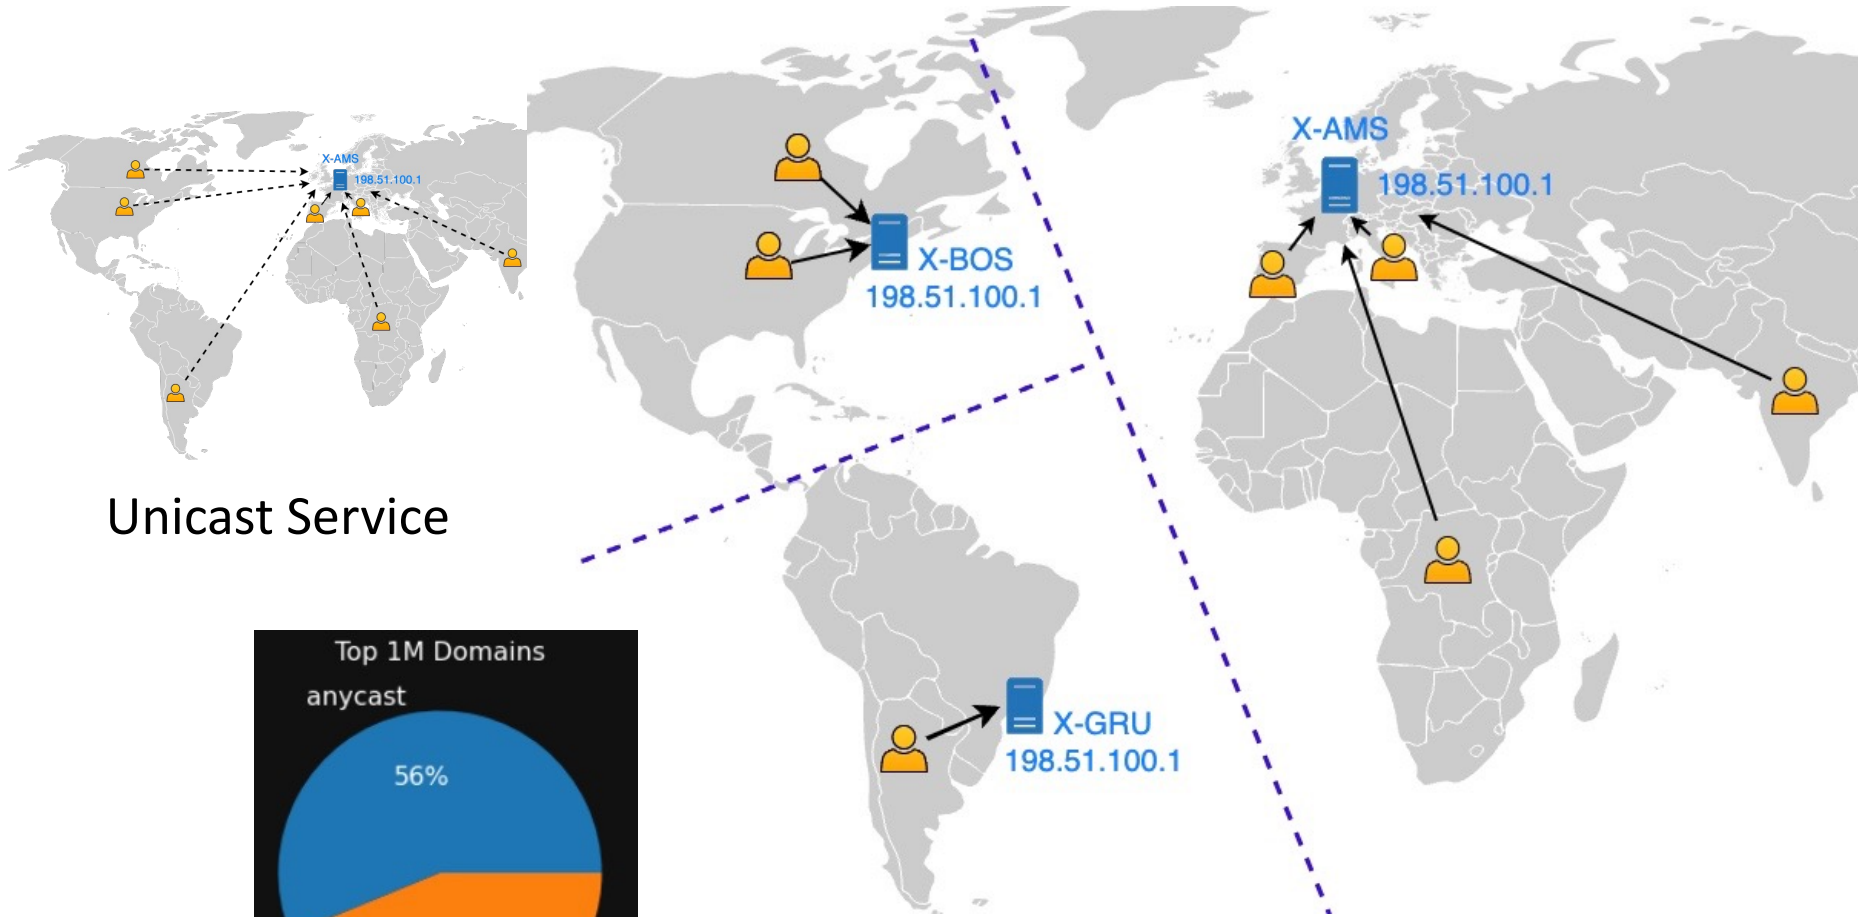 X-AMS
198.51.100.1
Unicast Service
X-AMS
198.51.100.1
X-BOS
198.51.100.1
X-GRU
198.51.100.1
Top 1M Domains
anycast
56%